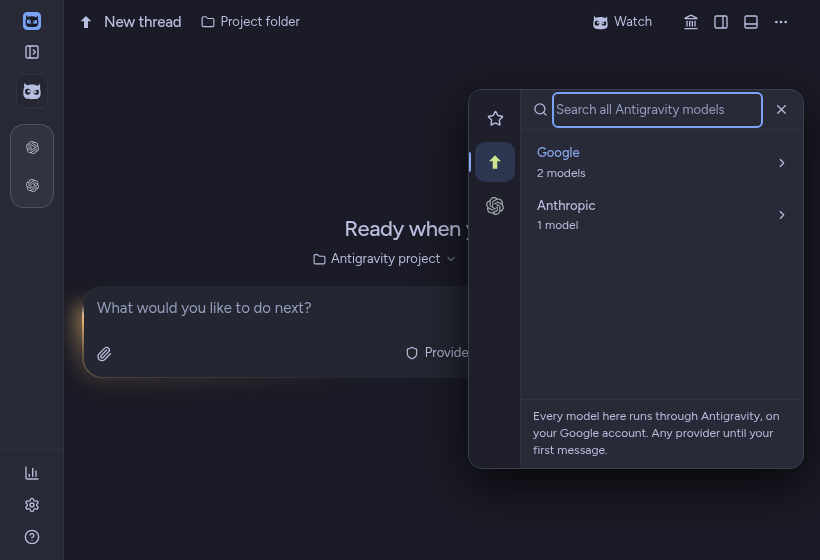 New thread
Project folder
Watch
Search all Antigravity models
Google
2 models
Anthropic
1 model
Ready when
Antigravity project
What would you like to do next?
Provide
Every model here runs through Antigravity, on
your Google account. Any provider until your
first message.